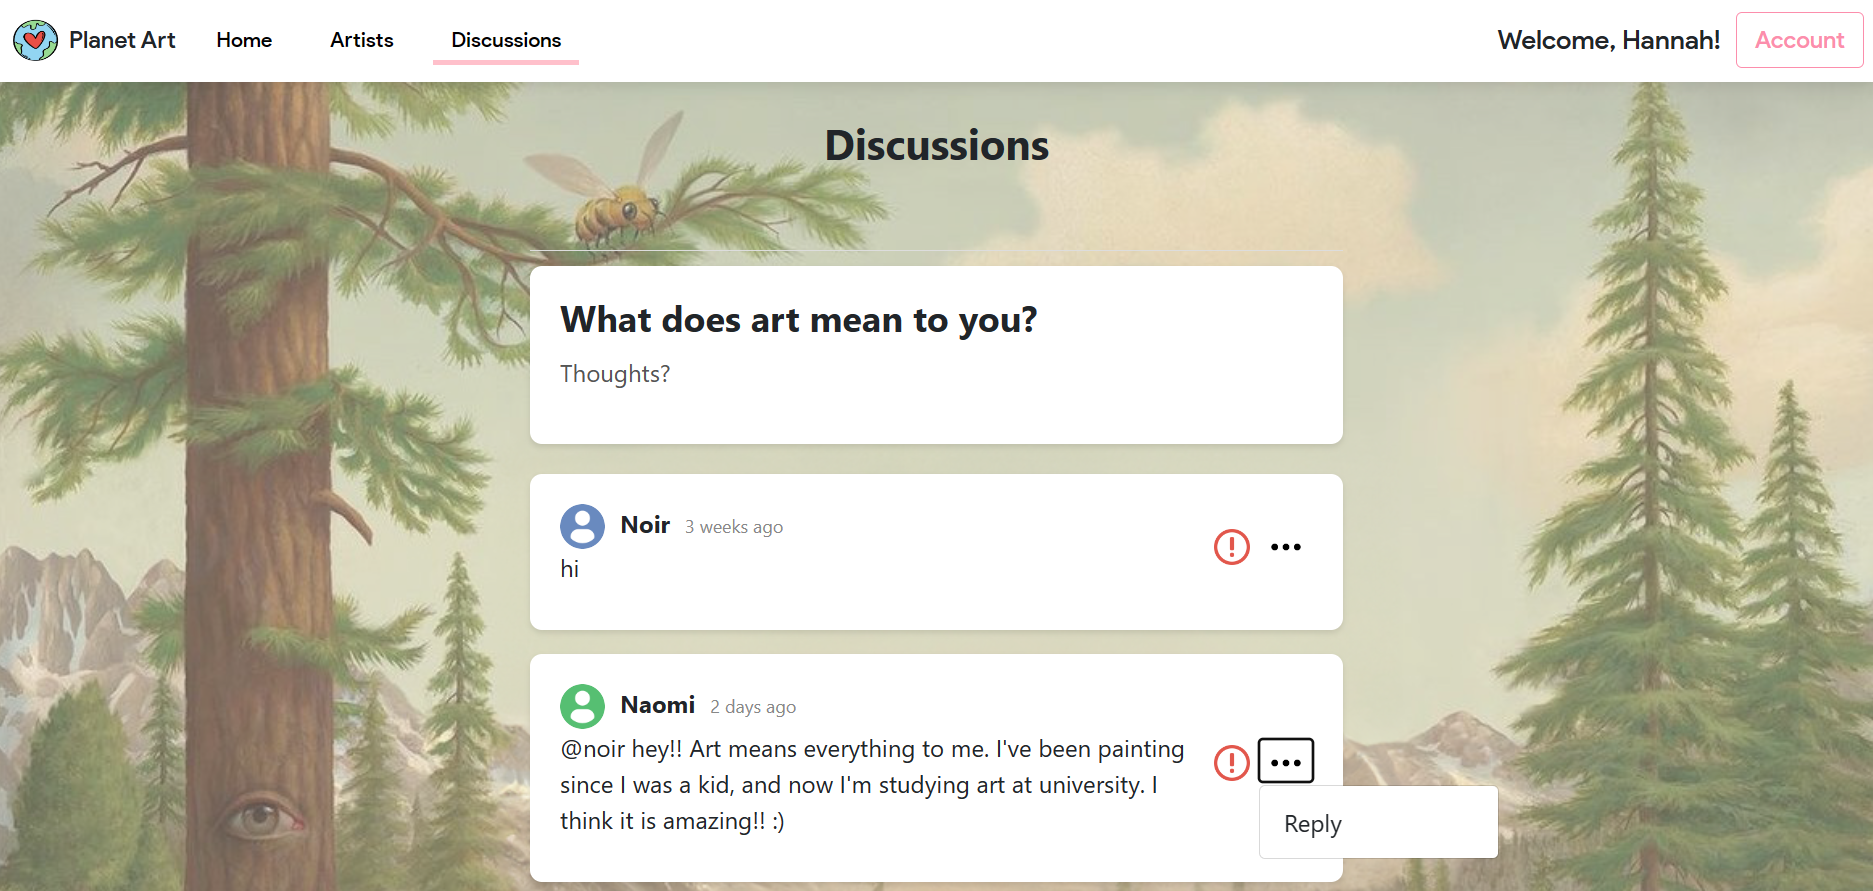 Planet Art
Home
Artists
Discussions
Welcome, Hannah!
Account
Discussions
What does art mean to you?
Thoughts?
Noir 3 weeks ago
hi
Naomi 2 days ago
@noir hey!! Art means everything to me. I've been painting
since I was a kid, and now I'm studying art at university. I
think it is amazing!! :)
Reply